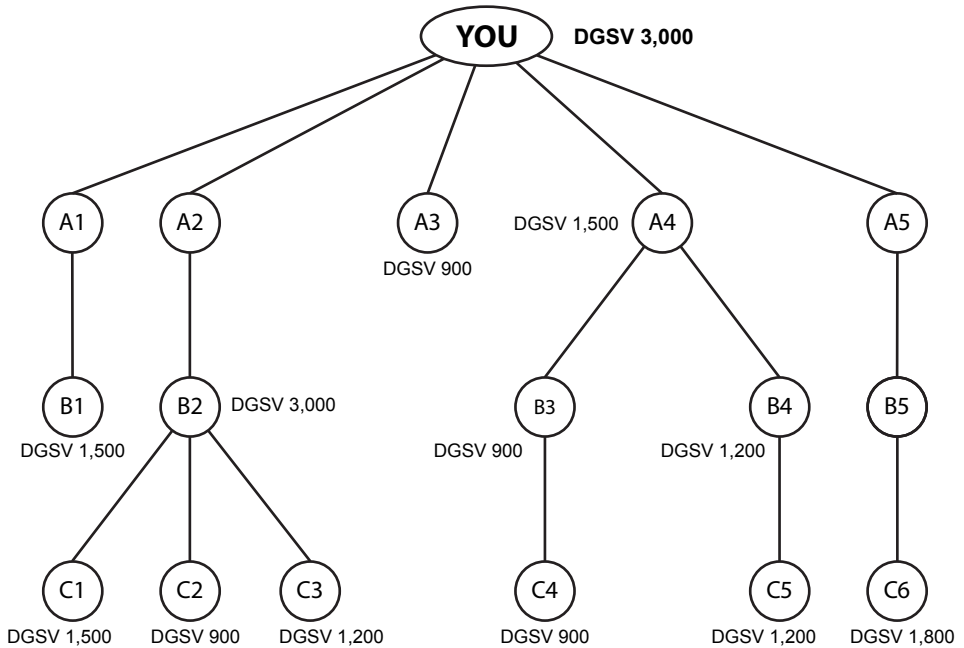 YOU DGSV 3,000
A1 A2 A3 DGSV 1,500 A4 A5
DGSV 900
B1 B2 DGSV 3,000 B3 B4 B5
DGSV 1,500 DGSV 900 DGSV 1,200
C1 C2 C3 C4 C5 C6
DGSV 1,500 DGSV 900 DGSV 1,200 DGSV 900 DGSV 1,200 DGSV 1,800